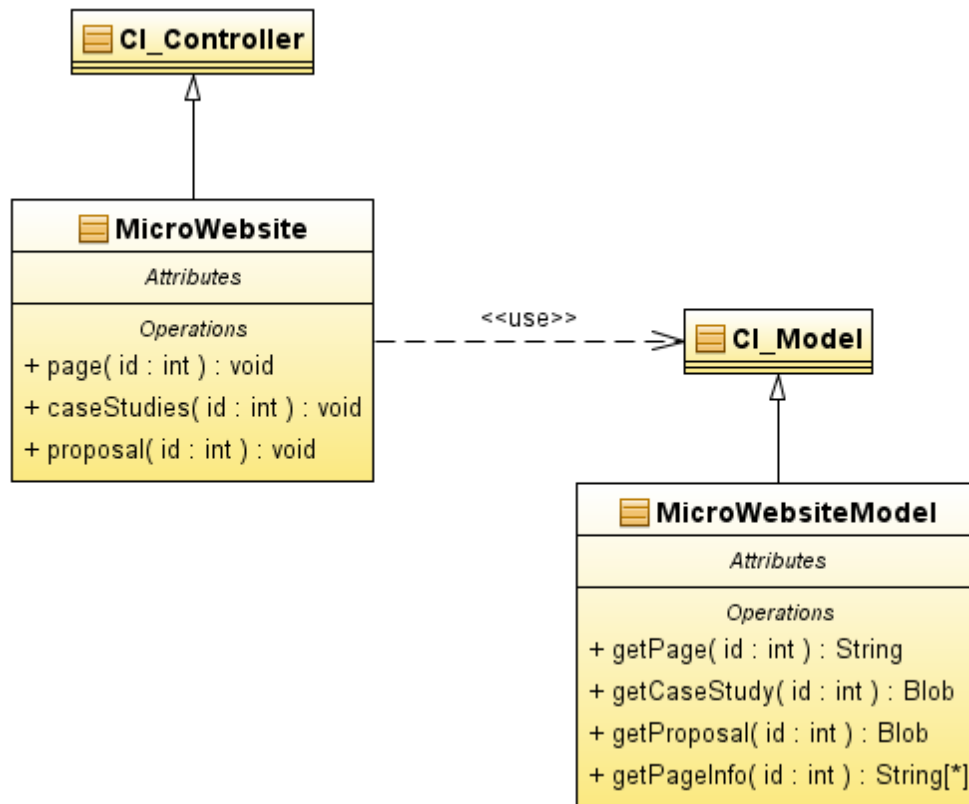 CI_Controller
MicroWebsite
Attributes
Operations
+ page( id : int ) : void
+ caseStudies( id : int ) : void
+ proposal( id : int ) : void
<<use>>
CI_Model
MicroWebsiteModel
Attributes
Operations
+ getPage( id : int ) : String
+ getCaseStudy( id : int ) : Blob
+ getProposal( id : int ) : Blob
+ getPageInfo( id : int ) : String[*]